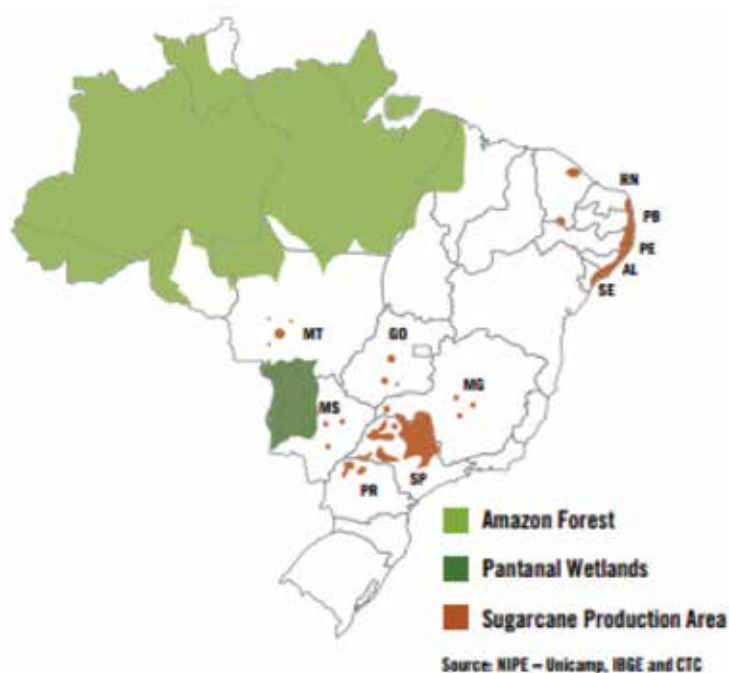 RN
PB
PE
AL
SE
MT
GO
MG
MS
SP
PR
Amazon Forest
Pantanal Wetlands
Sugarcane Production Area
Source: NIPE – Unicamp, IBGE and CTC